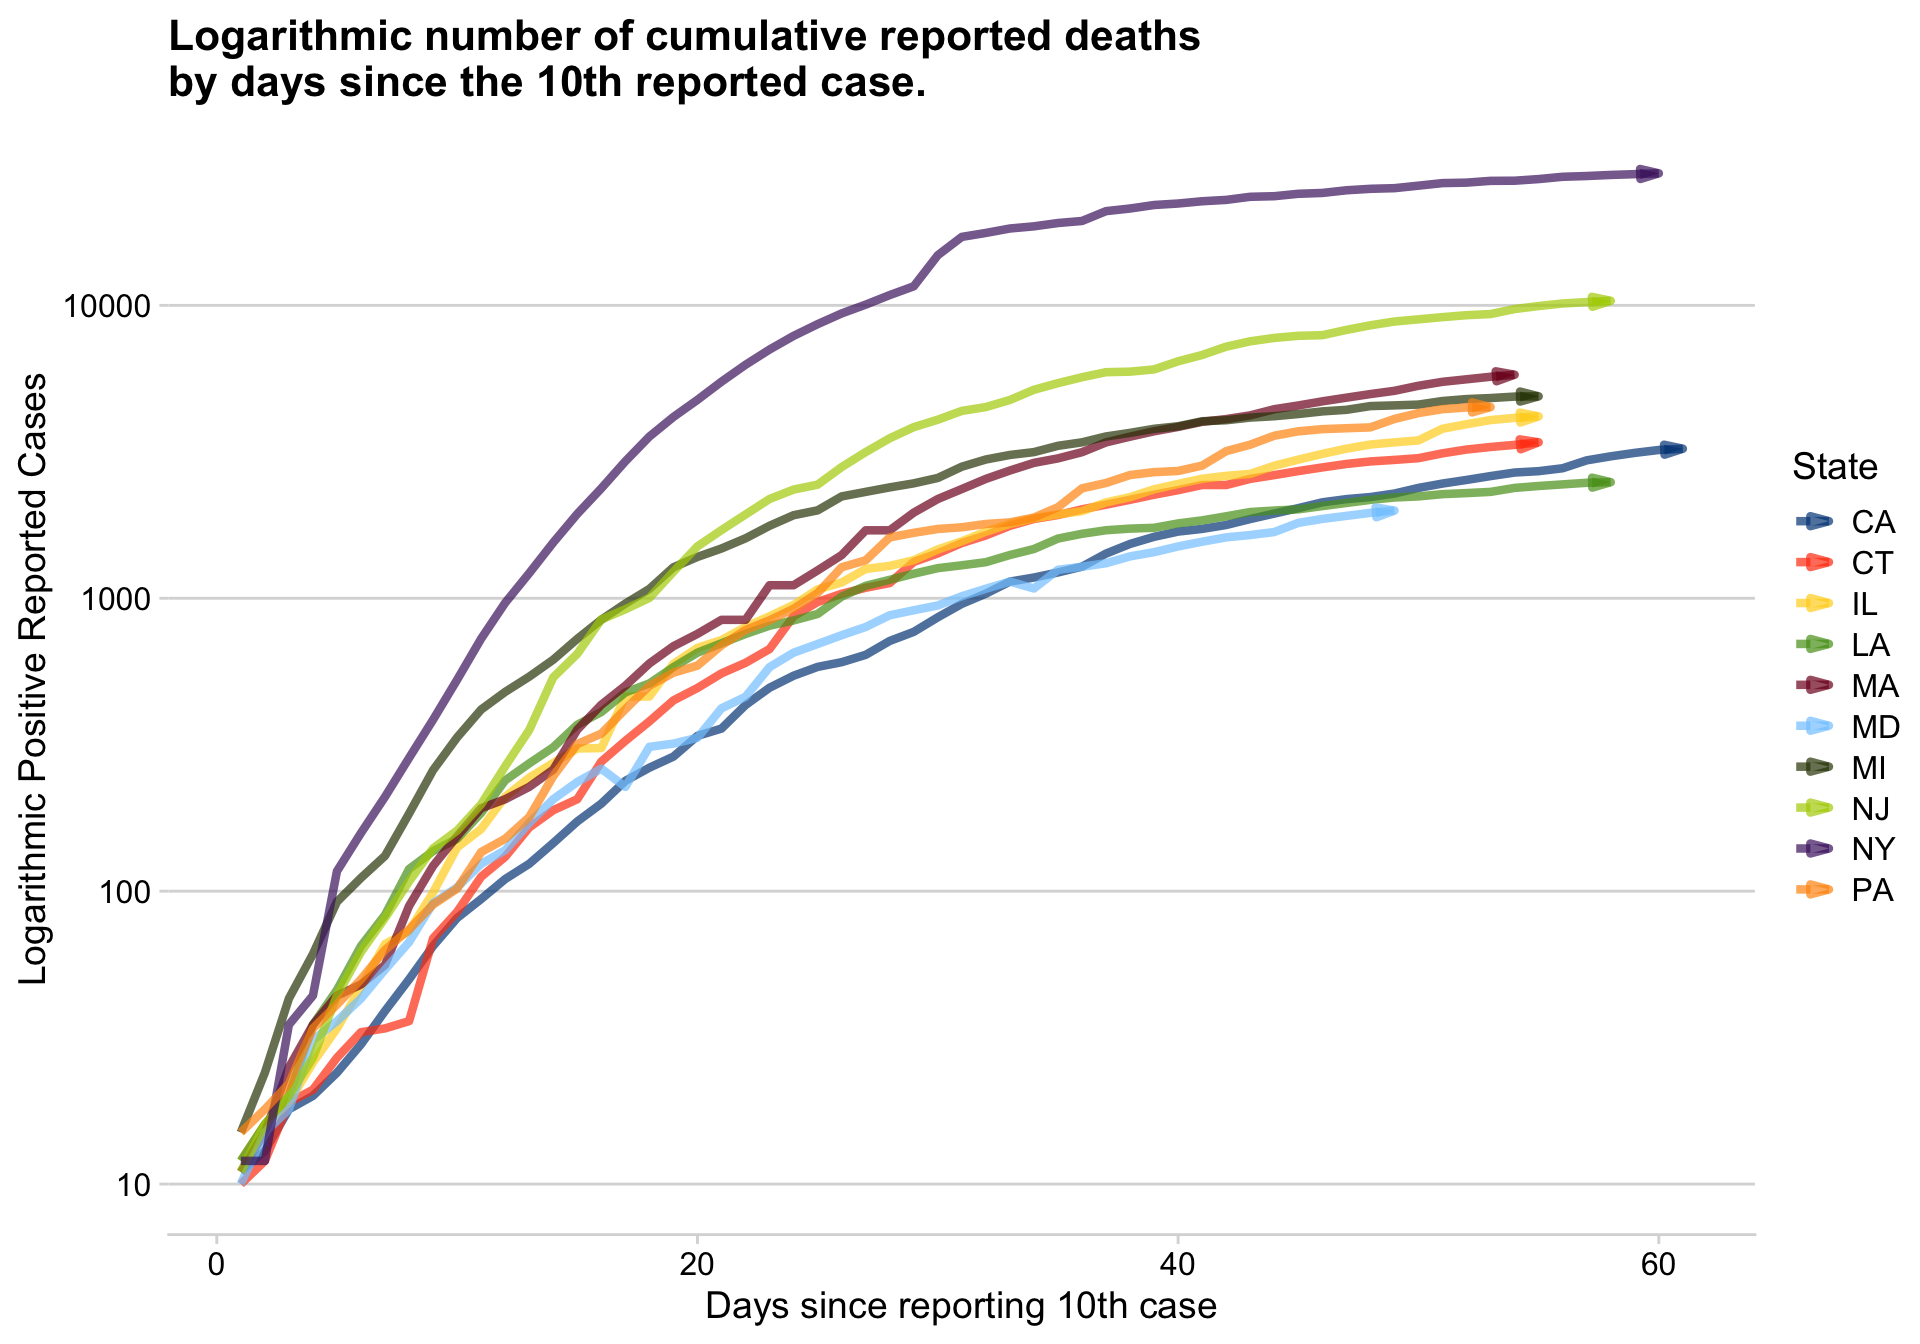 Logarithmic number of cumulative reported deaths
by days since the 10th reported case.
Logarithmic Positive Reported Cases
10000
1000
100
10
0 20 40 60
Days since reporting 10th case
State
CA
CT
IL
LA
MA
MD
MI
NJ
NY
PA